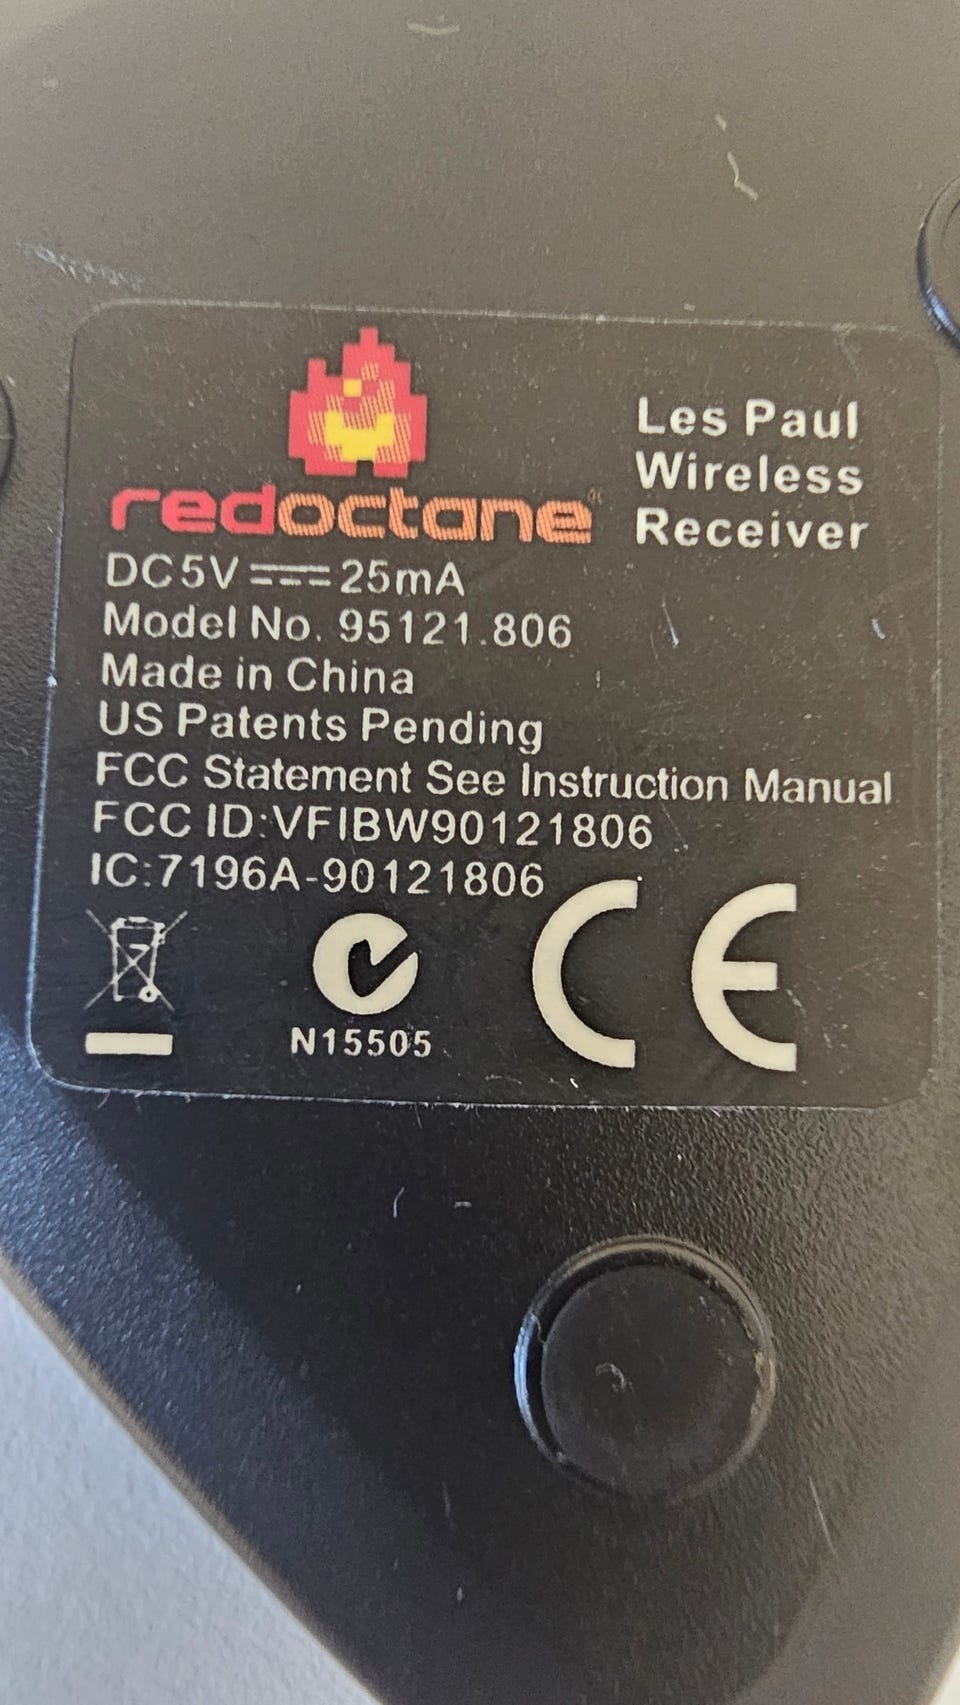 redoctane®
Les Paul
Wireless
Receiver
DC5V ⎓ 25mA
Model No. 95121.806
Made in China
US Patents Pending
FCC Statement See Instruction Manual
FCC ID:VFIBW90121806
IC:7196A-90121806
CE
N15505